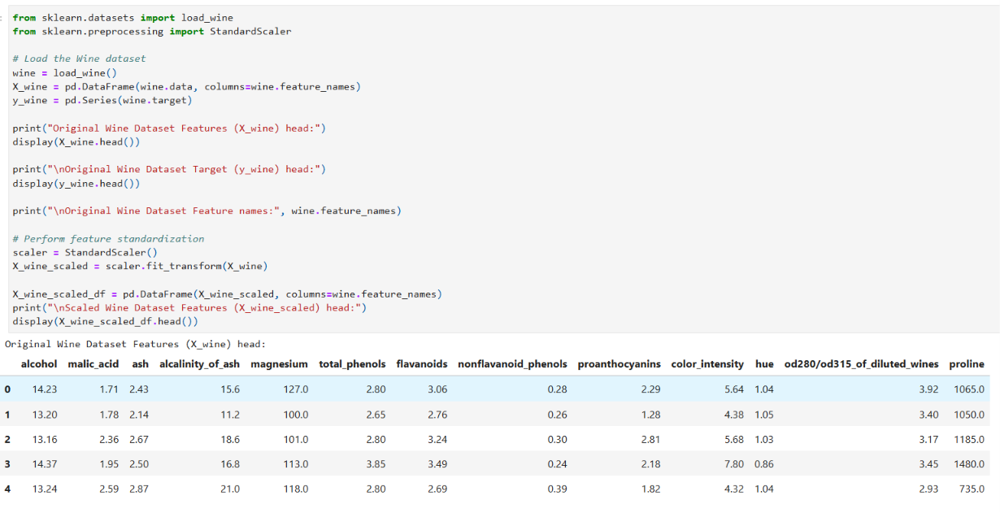 from sklearn.datasets import load_wine
from sklearn.preprocessing import StandardScaler
# Load the Wine dataset
wine = load_wine()
X_wine = pd.DataFrame(wine.data, columns=wine.feature_names)
y_wine = pd.Series(wine.target)
print("Original Wine Dataset Features (X_wine) head:")
display(X_wine.head())
print("\nOriginal Wine Dataset Target (y_wine) head:")
display(y_wine.head())
print("\nOriginal Wine Dataset Feature names:", wine.feature_names)
# Perform feature standardization
scaler = StandardScaler()
X_wine_scaled = scaler.fit_transform(X_wine)
X_wine_scaled_df = pd.DataFrame(X_wine_scaled, columns=wine.feature_names)
print("\nScaled Wine Dataset Features (X_wine_scaled) head:")
display(X_wine_scaled_df.head())
Original Wine Dataset Features (X_wine) head:
alcohol malic_acid ash alcalinity_of_ash magnesium total_phenols flavanoids nonflavanoid_phenols proanthocyanins color_intensity hue od280/od315_of_diluted_wines proline
0 14.23 1.71 2.43 15.6 127.0 2.80 3.06 0.28 2.29 5.64 1.04 3.92 1065.0
1 13.20 1.78 2.14 11.2 100.0 2.65 2.76 0.26 1.28 4.38 1.05 3.40 1050.0
2 13.16 2.36 2.67 18.6 101.0 2.80 3.24 0.30 2.81 5.68 1.03 3.17 1185.0
3 14.37 1.95 2.50 16.8 113.0 3.85 3.49 0.24 2.18 7.80 0.86 3.45 1480.0
4 13.24 2.59 2.87 21.0 118.0 2.80 2.69 0.39 1.82 4.32 1.04 2.93 735.0